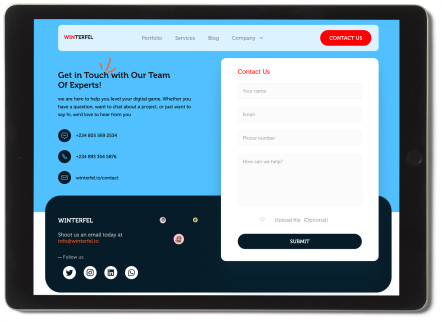 WINTERFEL
Portfolio
Services
Blog
Company
CONTACT US
Get in Touch with Our Team
Of Experts!
we are here to help you level your digital game. Whether you
have a question, want to chat about a project, or just want to
say hi, we'd love to hear from you
+234 805 569 2534
+234 893 354 5876
winterfel.io/contact
Contact Us
Your name
Email
Phone number
How can we help?
Upload file (Optional)
SUBMIT
WINTERFEL
Shoot us an email today at
info@winterfel.io
— Follow us